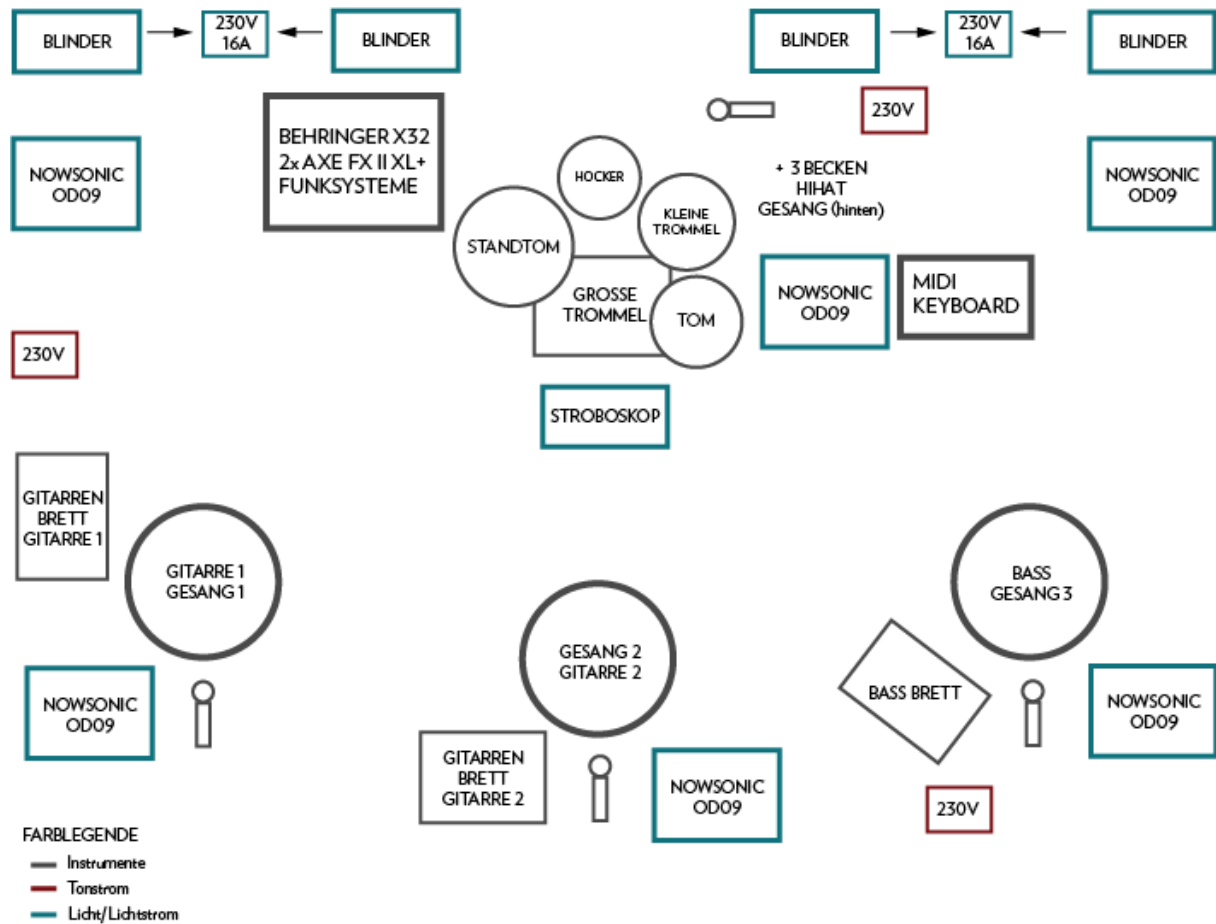 BLINDER
230V
16A
BLINDER
BLINDER
230V
16A
BLINDER
BEHRINGER X32
2x AXE FX II XL+
FUNKSYSTEME
230V
NOWSONIC
OD09
HOCKER
+ 3 BECKEN
HIHAT
GESANG (hinten)
NOWSONIC
OD09
STANDTOM
KLEINE
TROMMEL
GROSSE
TROMMEL
TOM
NOWSONIC
OD09
MIDI
KEYBOARD
230V
STROBOSKOP
GITARREN
BRETT
GITARRE 1
GITARRE 1
GESANG 1
BASS
GESANG 3
GESANG 2
GITARRE 2
BASS BRETT
NOWSONIC
OD09
NOWSONIC
OD09
GITARREN
BRETT
GITARRE 2
NOWSONIC
OD09
230V
FARBLEGENDE
Instrumente
Tonstrom
Licht/Lichtstrom